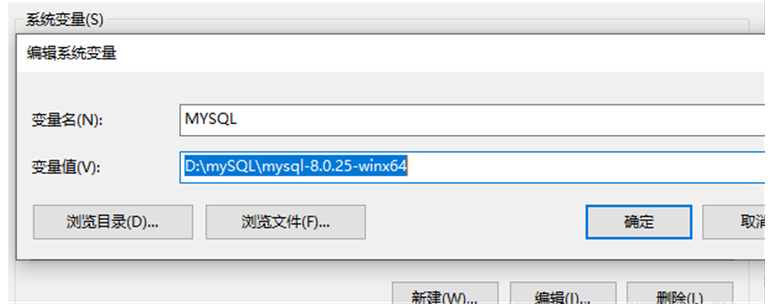 系统变量(S)
编辑系统变量
变量名(N):
MYSQL
变量值(V):
D:\mySQL\mysql-8.0.25-winx64
浏览目录(D)...
浏览文件(F)...
确定
取消
新建(W)...
编辑(I)...
删除(L)